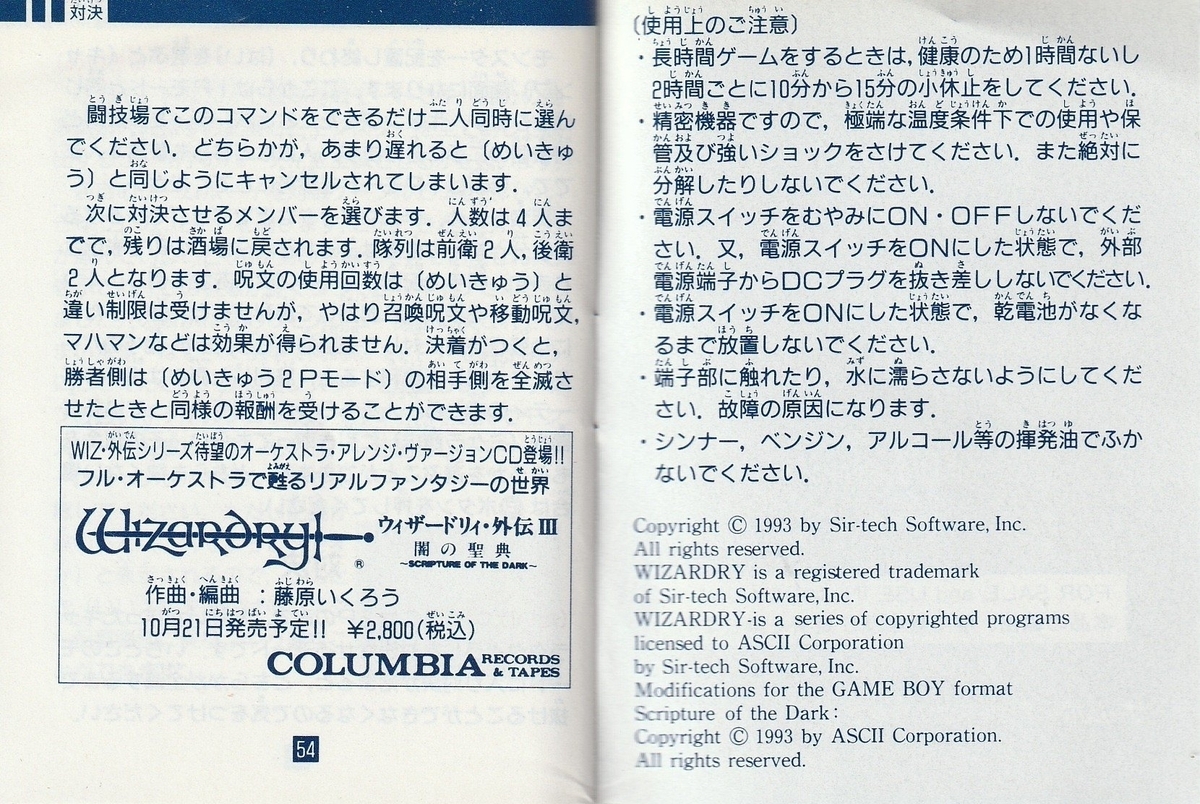 対決
闘技場でこのコマンドをできるだけ二人同時に選ん
でください．どちらかが，あまり遅れると〔めいきゅ
う〕と同じようにキャンセルされてしまいます．
次に対決させるメンバーを選びます．人数は４人ま
でで，残りは酒場に戻されます．隊列は前衛２人，後衛
２人となります．呪文の使用回数は〔めいきゅう〕と
違い制限は受けませんが，やはり召喚呪文や移動呪文，
マハマンなどは効果が得られません．決着がつくと，
勝者側は〔めいきゅう２Ｐモード〕の相手側を全滅さ
せたときと同様の報酬を受けることができます．
WIZ・外伝シリーズ待望のオーケストラ・アレンジ・ヴァージョンCD登場!!
フル・オーケストラで甦るリアルファンタジーの世界
Wizardry ® ウィザードリィ・外伝 III
闇の聖典
～SCRIPTURE OF THE DARK～
作曲・編曲 ：藤原いくろう
10月21日発売予定!! ￥2,800(税込)
COLUMBIA RECORDS & TAPES
54
〔使用上のご注意〕
・長時間ゲームをするときは，健康のため1時間ないし
2時間ごとに10分から15分の小休止をしてください．
・精密機器ですので，極端な温度条件下での使用や保
管及び強いショックをさけてください．また絶対に
分解したりしないでください．
・電源スイッチをむやみにON・OFFしないでくだ
さい．又，電源スイッチをONにした状態で，外部
電源端子からDCプラグを抜き差ししないでください．
・電源スイッチをONにした状態で，乾電池がなくな
るまで放置しないでください．
・端子部に触れたり，水に濡らさないようにしてくだ
さい．故障の原因になります．
・シンナー，ベンジン，アルコール等の揮発油でふか
ないでください．
Copyright © 1993 by Sir-tech Software, Inc.
All rights reserved.
WIZARDRY is a registered trademark
of Sir-tech Software, Inc.
WIZARDRY-is a series of copyrighted programs
licensed to ASCII Corporation
by Sir-tech Software, Inc.
Modifications for the GAME BOY format
Scripture of the Dark:
Copyright © 1993 by ASCII Corporation.
All rights reserved.